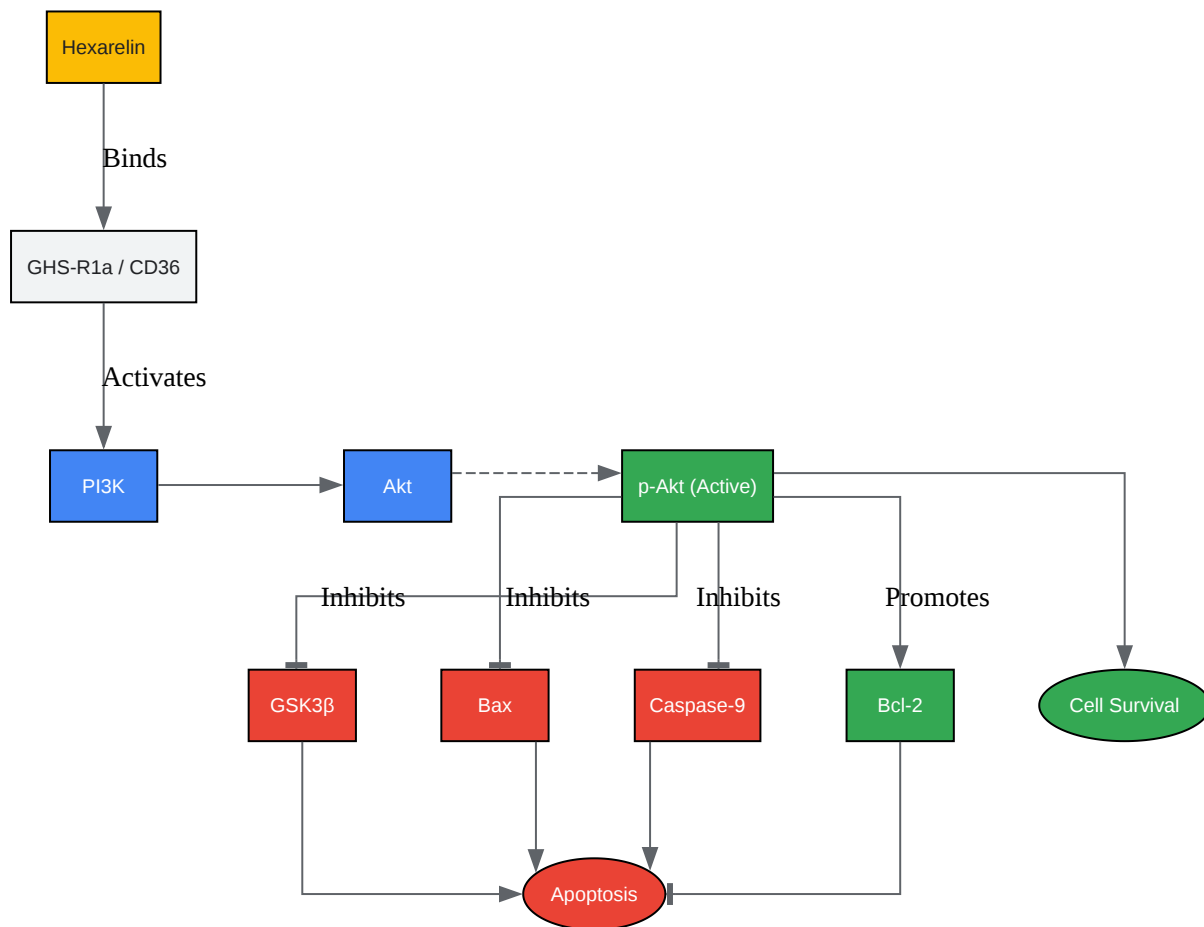 Hexarelin
Binds
GHS-R1a / CD36
Activates
PI3K
Akt
p-Akt (Active)
Inhibits
Inhibits
Inhibits
Promotes
GSK3β
Bax
Caspase-9
Bcl-2
Cell Survival
Apoptosis